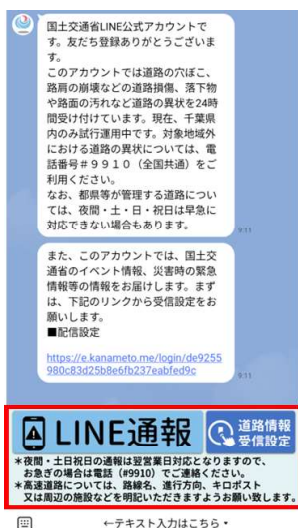 国土交通省LINE公式アカウントで
す。友だち登録ありがとうございま
す。
このアカウントでは道路の穴ぼこ、
路肩の崩壊などの道路損傷、落下物
や路面の汚れなど道路の異状を24時
間受け付けています。現在、千葉県
内のみ試行運用中です。対象地域外
における道路の異状については、電
話番号#9910（全国共通）をご
利用ください。
なお、都県等が管理する道路につい
ては、夜間・土・日・祝日は早急に
対応できない場合もあります。
9:11
また、このアカウントでは、国土交
通省のイベント情報、災害時の緊急
情報等の情報をお届けします。まず
は、下記のリンクから受信設定をお
願いします。
■配信設定
https://e.kanameto.me/login/de9255
980c83d25b8e6fb237eabfed9c
9:11
LINE通報
道路情報
受信設定
*夜間・土日祝日の通報は翌営業日対応となりますので、
お急ぎの場合は電話（#9910）でご連絡ください。
*高速道路については、路線名、進行方向、キロポスト
又は周辺の施設などを明記いただきますようお願い致します。
←テキスト入力はこちら・